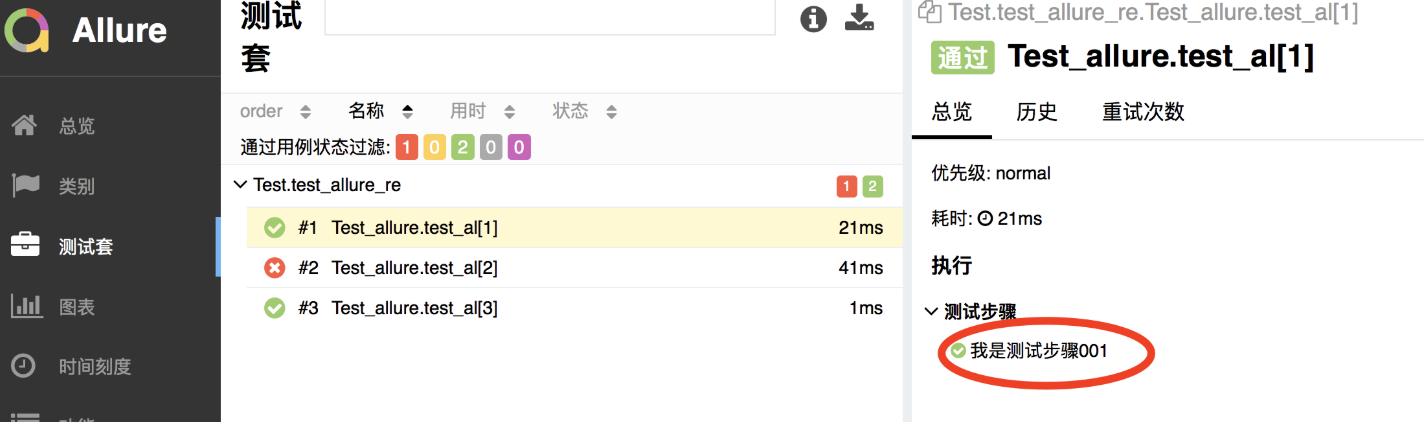 Allure
总览
类别
测试套
图表
时间刻度
测试
套
order 名称 用时 状态
通过用例状态过滤: 1 0 2 0 0
Test.test_allure_re 1 2
#1 Test_allure.test_al[1] 21ms
#2 Test_allure.test_al[2] 41ms
#3 Test_allure.test_al[3] 1ms
Test.test_allure_re.Test_allure.test_al[1]
通过 Test_allure.test_al[1]
总览 历史 重试次数
优先级: normal
耗时: 21ms
执行
测试步骤
我是测试步骤001